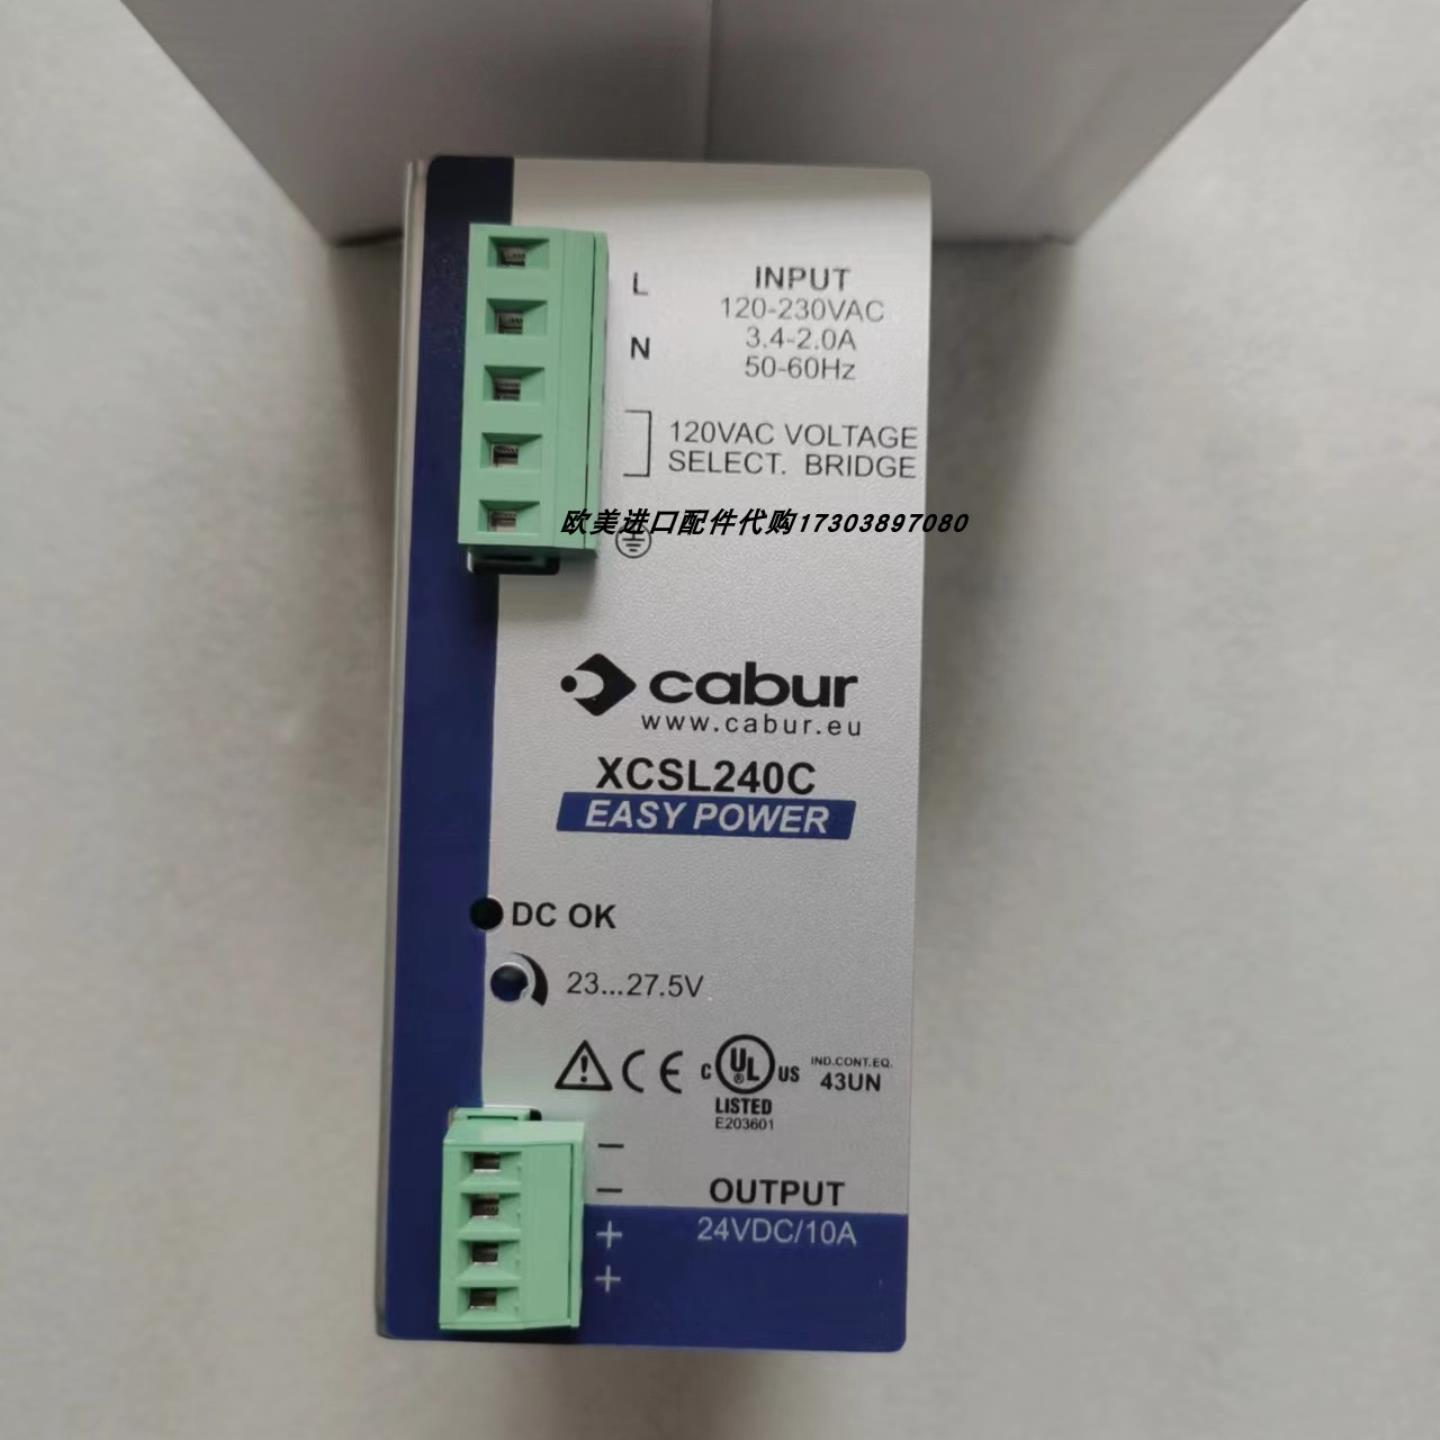 L
INPUT
120-230VAC
N
3.4-2.0A
50-60Hz
120VAC VOLTAGE
SELECT. BRIDGE
欧美进口配件代购17303897080
cabur
www.cabur.eu
XCSL240C
EASY POWER
DC OK
23...27.5V
CE
C UL US
®
LISTED
E203601
IND.CONT.EQ.
43UN
−
−
OUTPUT
+
24VDC/10A
+